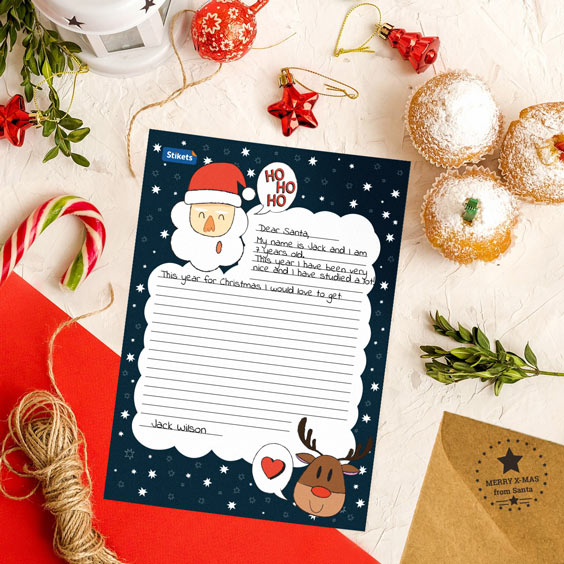 Stikets
HO
HO
HO
Dear Santa,
My name is Jack and I am
7 Years old.
This year I have been very
nice and I have studied a lot
This year for Christmas I would love to get
Jack Wilson
MERRY X-MAS
from Santa